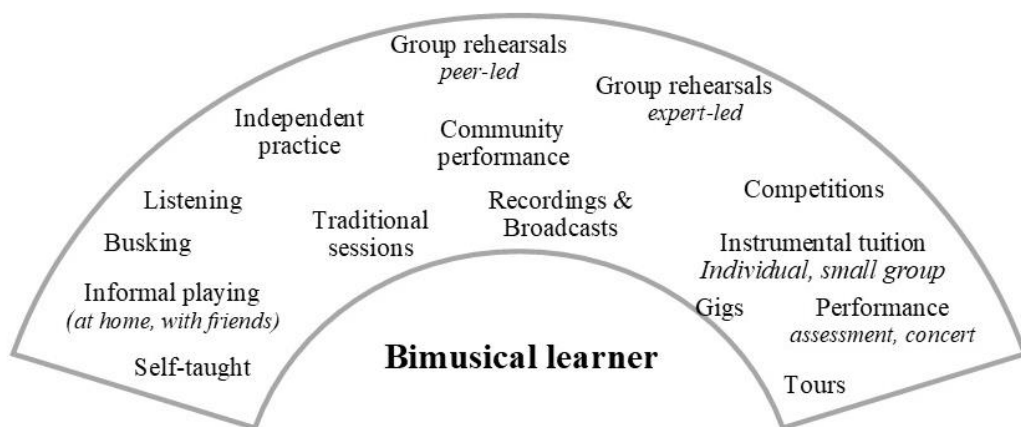 Group rehearsals
peer-led
Group rehearsals
expert-led
Independent
practice
Community
performance
Listening
Competitions
Busking
Traditional
sessions
Recordings &
Broadcasts
Instrumental tuition
Individual, small group
Informal playing
(at home, with friends)
Gigs
Performance
assessment, concert
Self-taught
Bimusical learner
Tours